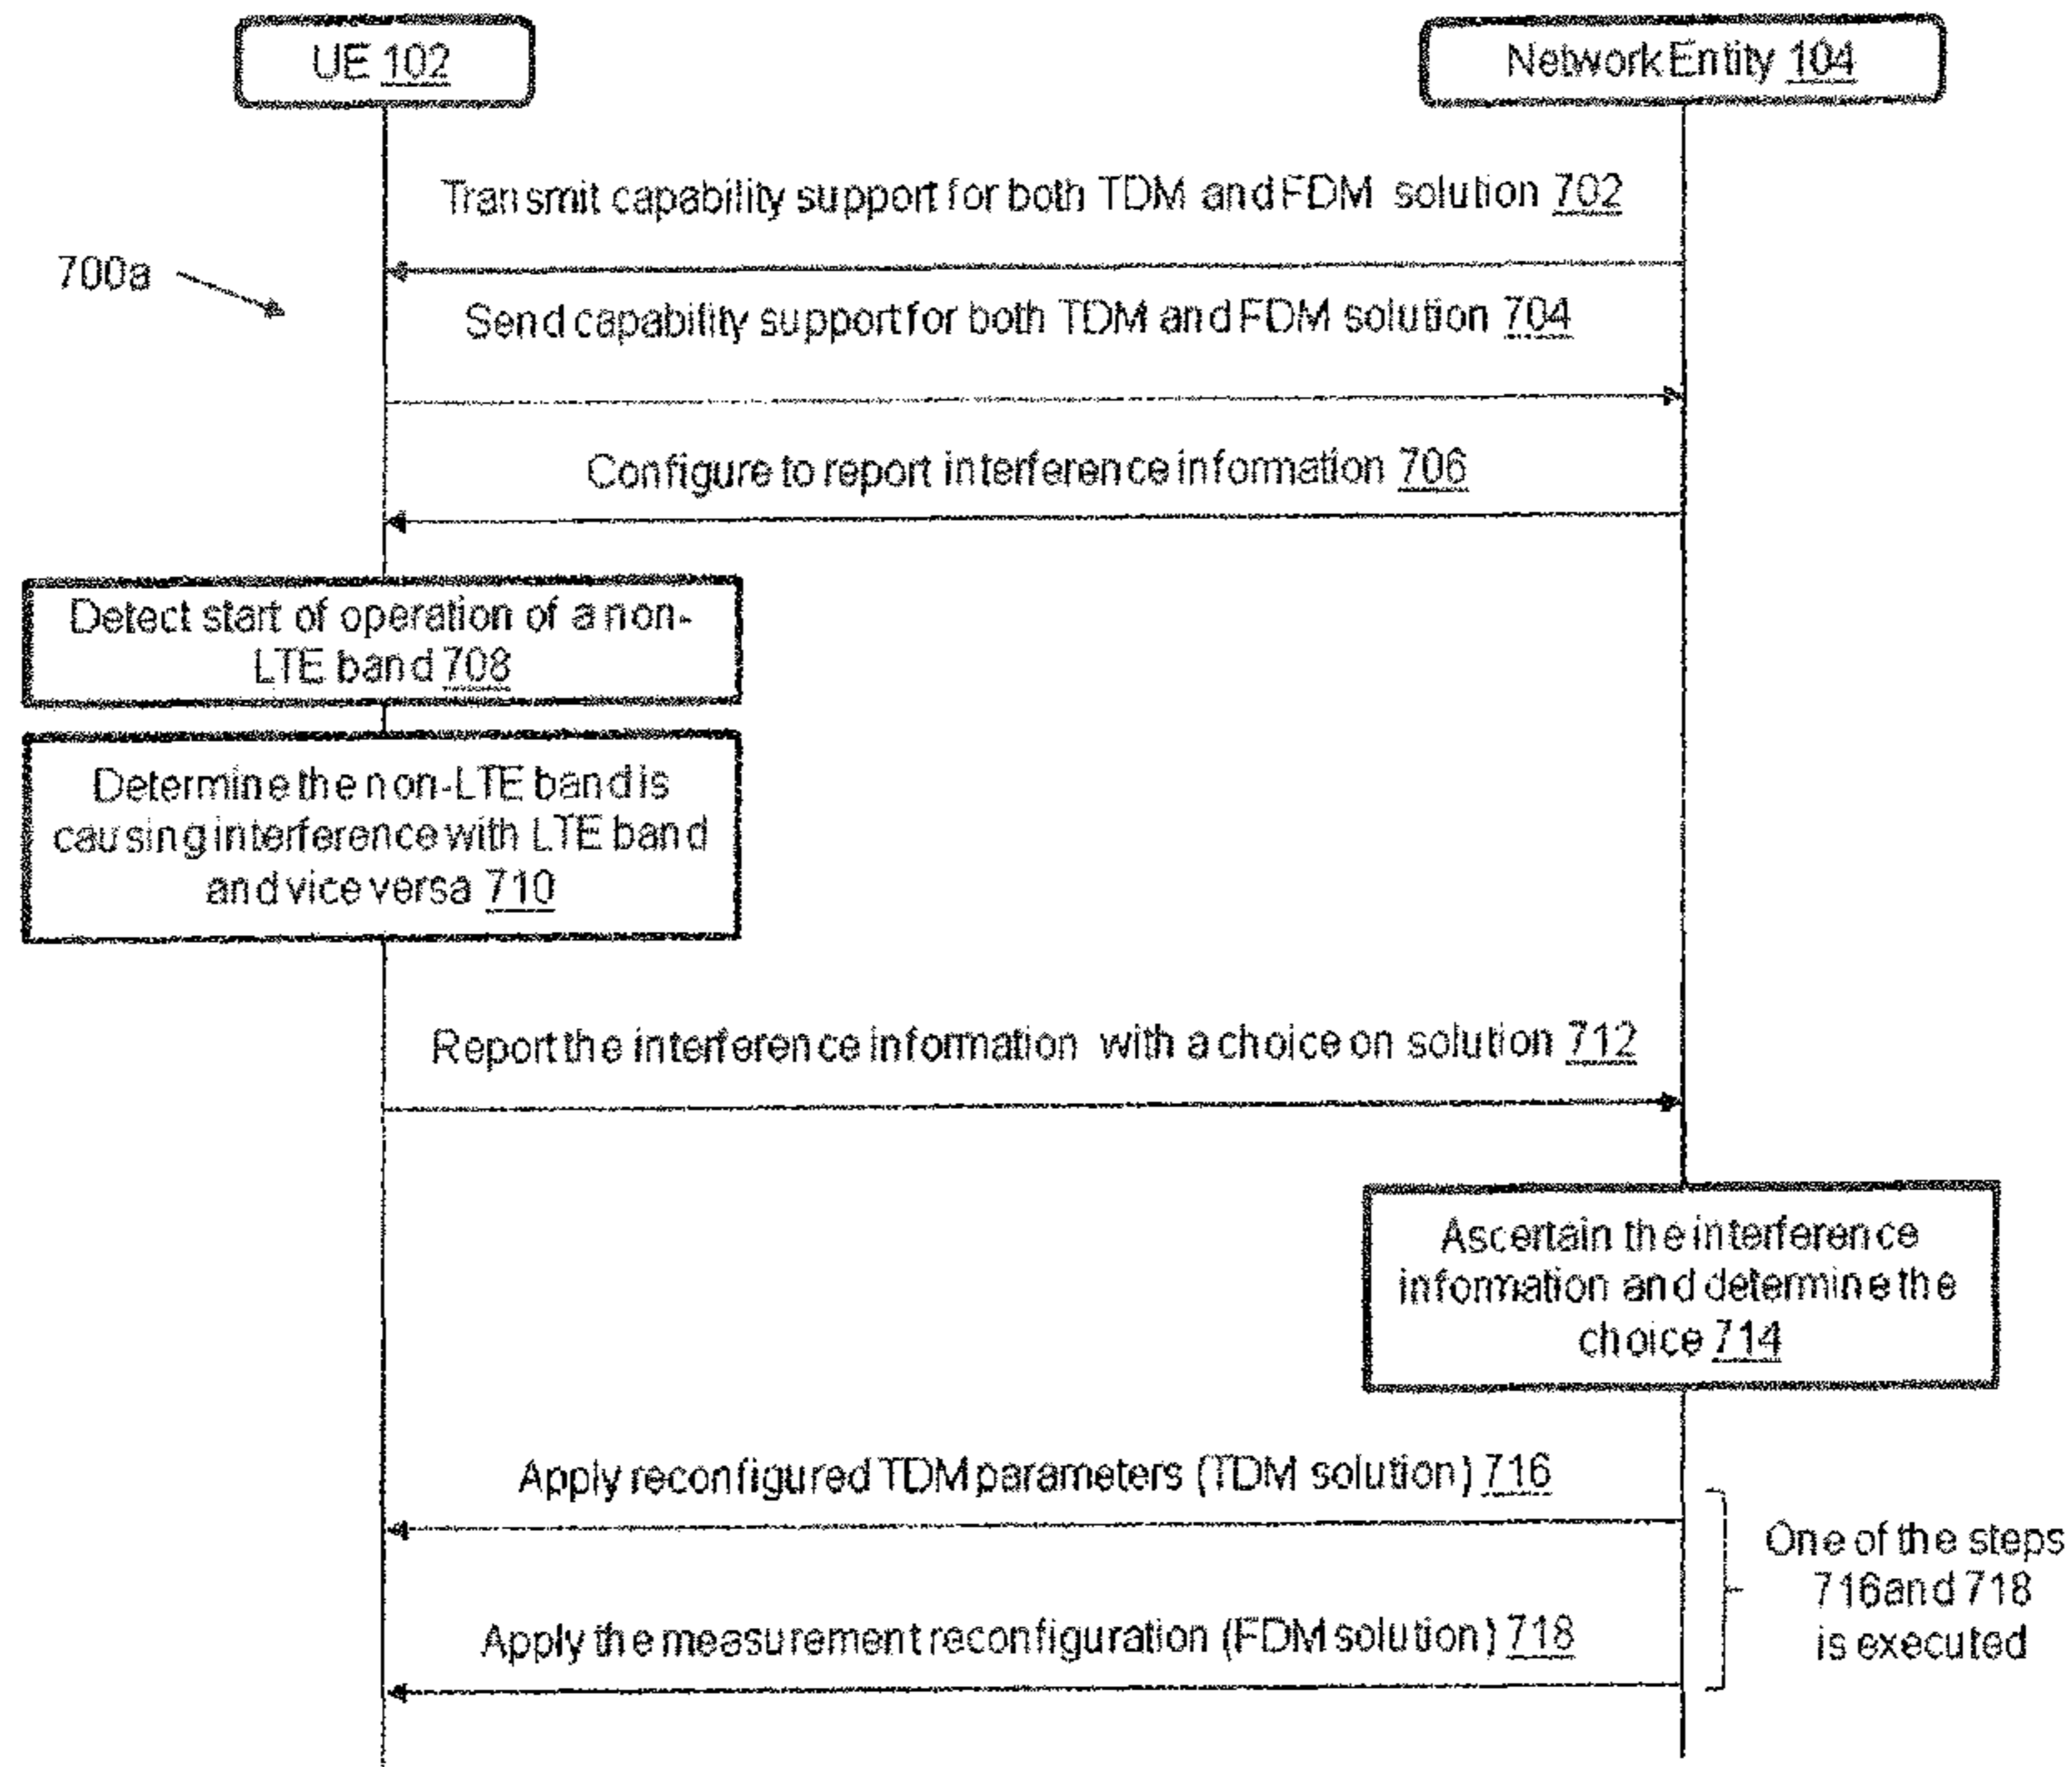 UE 102
Network Entity 104
Transmit capability support for both TDM and FDM solution 702
700a
Send capability support for both TDM and FDM solution 704
Configure to report interference information 706
Detect start of operation of a non-
LTE band 708
Determine the non-LTE band is
causing interference with LTE band
and vice versa 710
Report the interference information with a choice on solution 712
Ascertain the interference
information and determine the
choice 714
Apply reconfigured TDM parameters (TDM solution) 716
One of the steps
716 and 718
is executed
Apply the measurement reconfiguration (FDM solution) 718